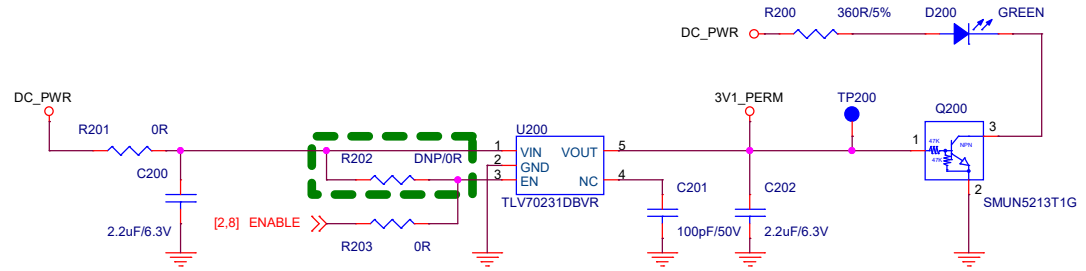 R200 360R/5% D200 GREEN
DC_PWR
DC_PWR 3V1_PERM TP200
R201 0R U200 Q200
R202 DNP/0R 1 VIN VOUT 5 1 47K NPN 3
2 GND 47K
C200 3 EN NC 4 C201 C202 2
TLV70231DBVR SMUN5213T1G
[2,8] ENABLE
2.2uF/6.3V 100pF/50V 2.2uF/6.3V
R203 0R